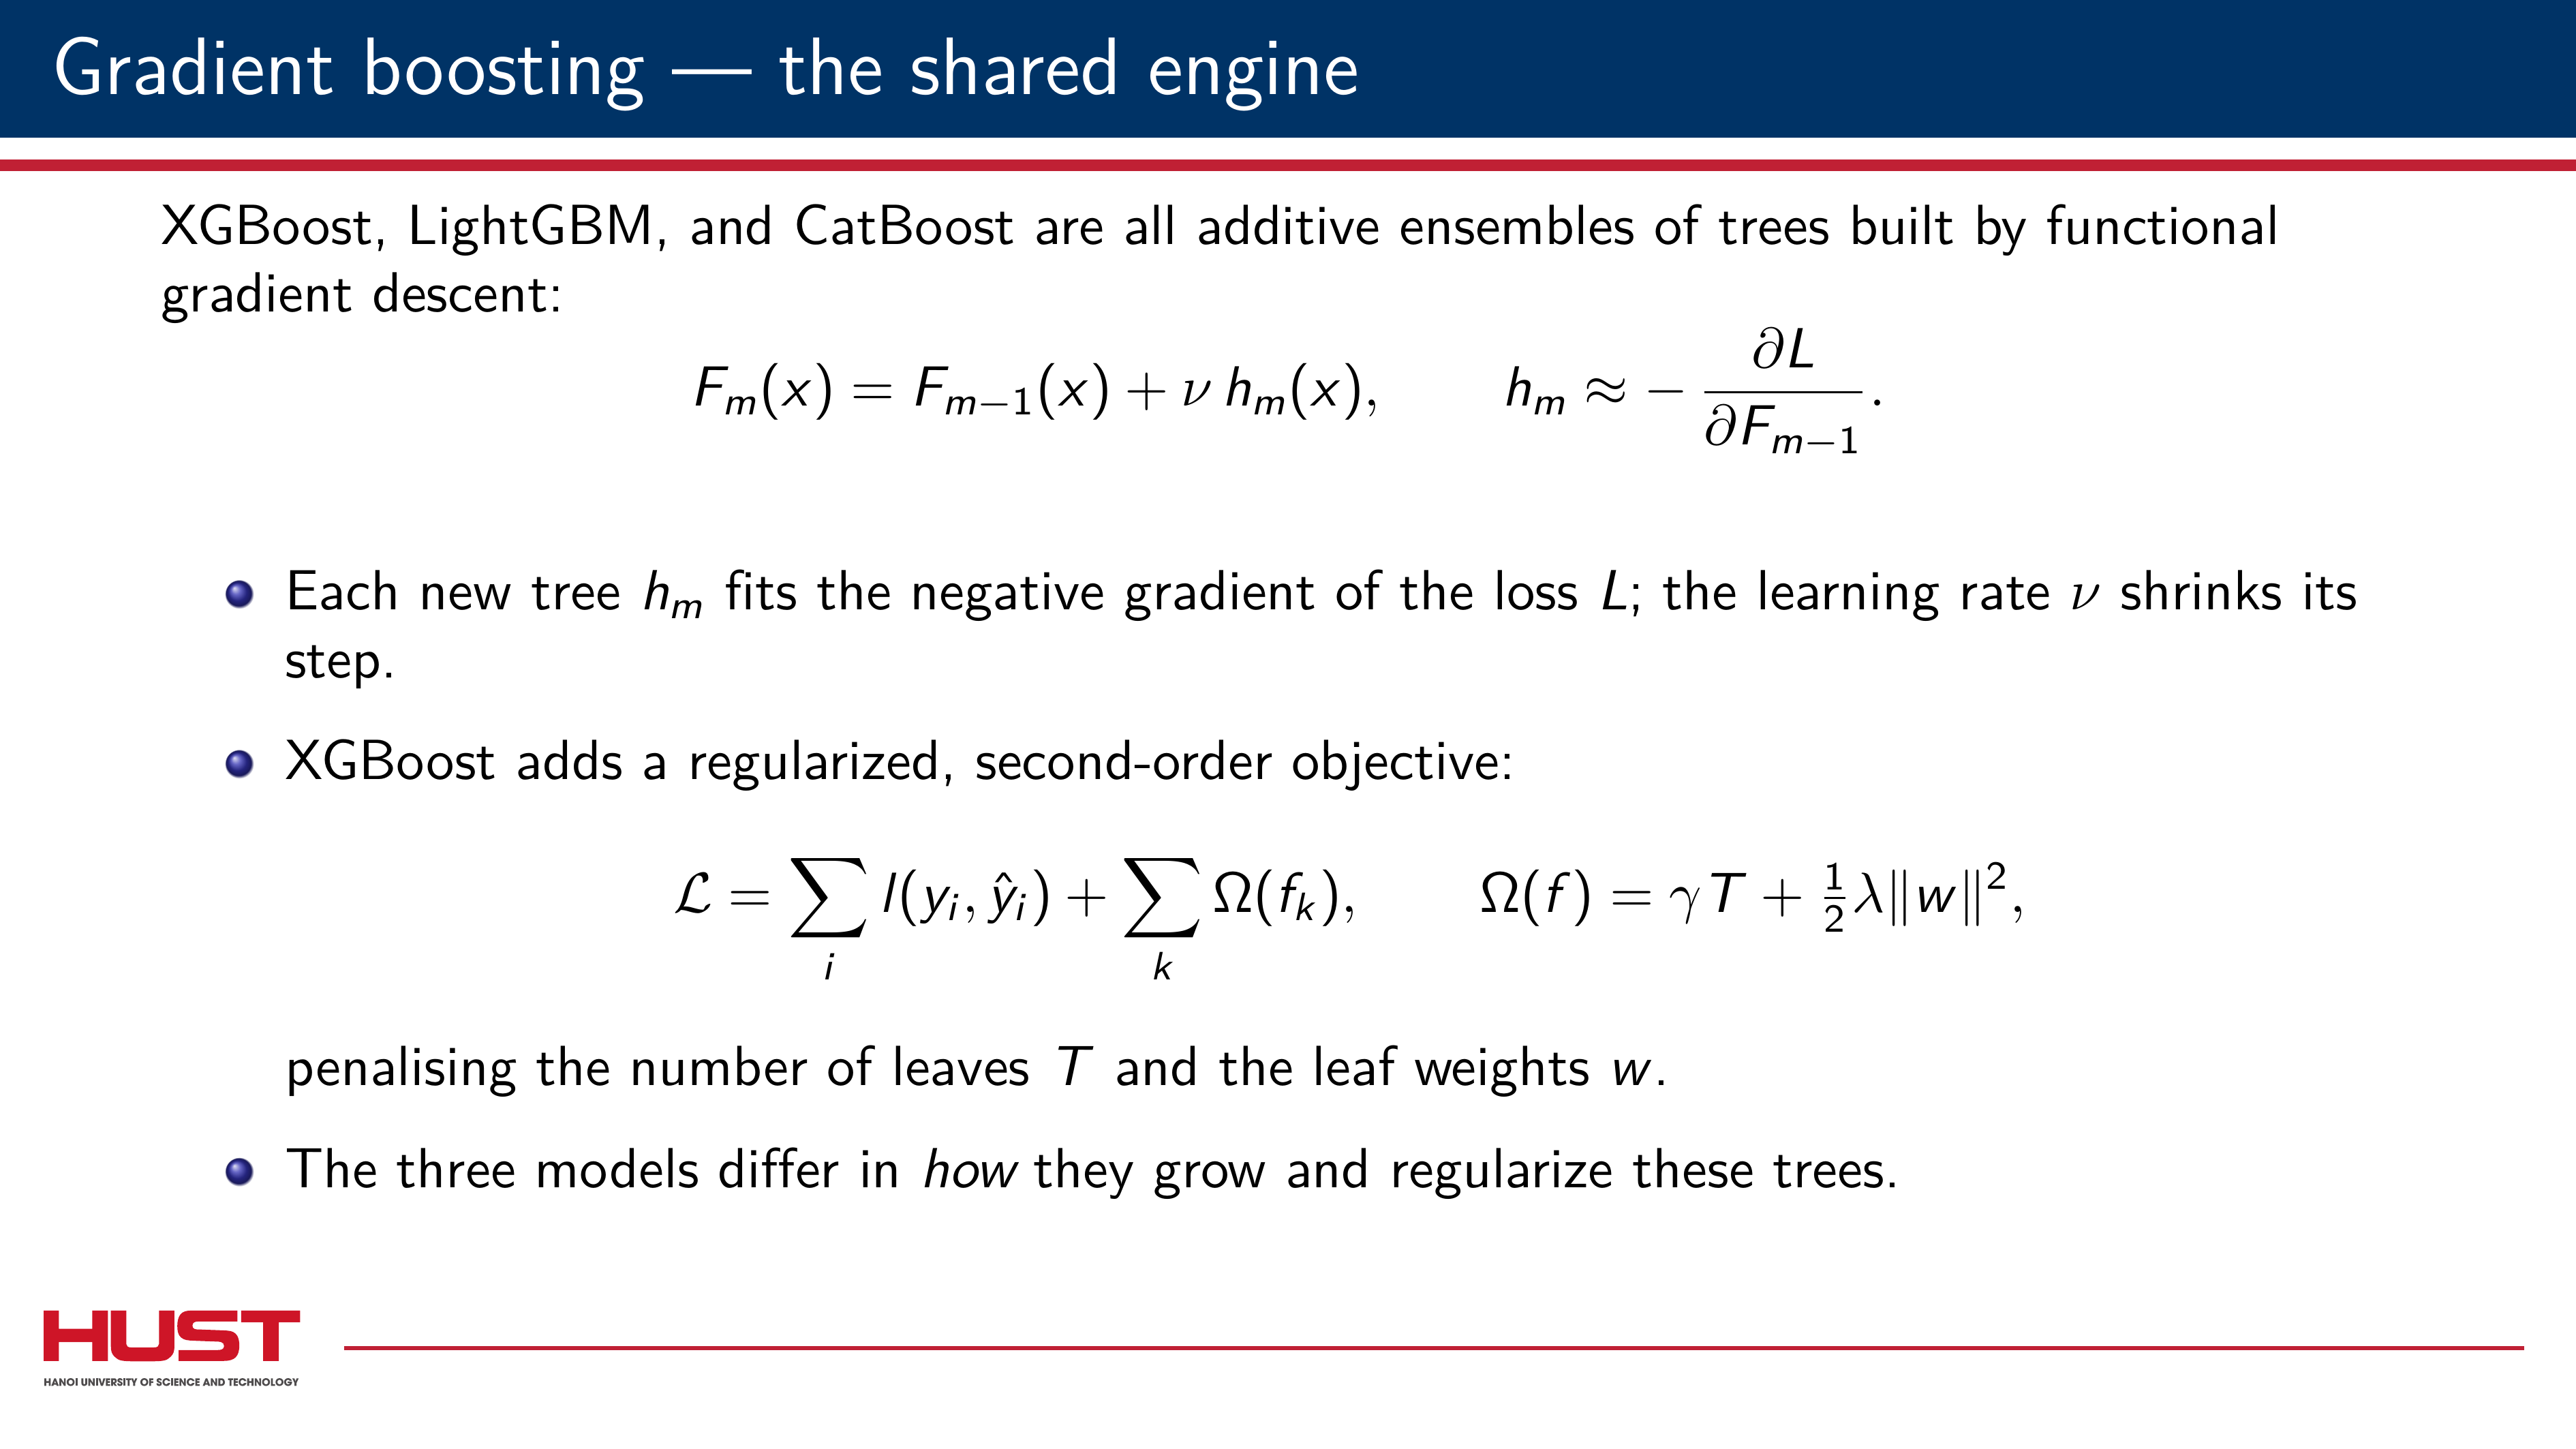 Gradient boosting — the shared engine
XGBoost, LightGBM, and CatBoost are all additive ensembles of trees built by functional
gradient descent:
F_m(x) = F_{m−1}(x) + ν h_m(x),  h_m ≈ − ∂L/∂F_{m−1}.
Each new tree h_m fits the negative gradient of the loss L; the learning rate ν shrinks its
step.
XGBoost adds a regularized, second-order objective:
ℒ = ∑_i l(y_i, ŷ_i) + ∑_k Ω(f_k),  Ω(f) = γT + ½λ‖w‖²,
penalising the number of leaves T and the leaf weights w.
The three models differ in how they grow and regularize these trees.
HUST
HANOI UNIVERSITY OF SCIENCE AND TECHNOLOGY